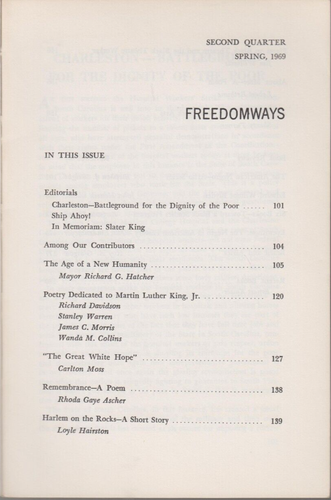 SECOND QUARTER
SPRING, 1969
FREEDOMWAYS
IN THIS ISSUE
Editorials
Charleston—Battleground for the Dignity of the Poor ...... 101
Ship Ahoy!
In Memoriam: Slater King
Among Our Contributors .............................. 104
The Age of a New Humanity .......................... 105
Mayor Richard G. Hatcher
Poetry Dedicated to Martin Luther King, Jr. .................. 120
Richard Davidson
Stanley Warren
James C. Morris
Wanda M. Collins
"The Great White Hope" .............................. 127
Carlton Moss
Remembrance—A Poem .............................. 138
Rhoda Gaye Ascher
Harlem on the Rocks—A Short Story ...................... 139
Loyle Hairston